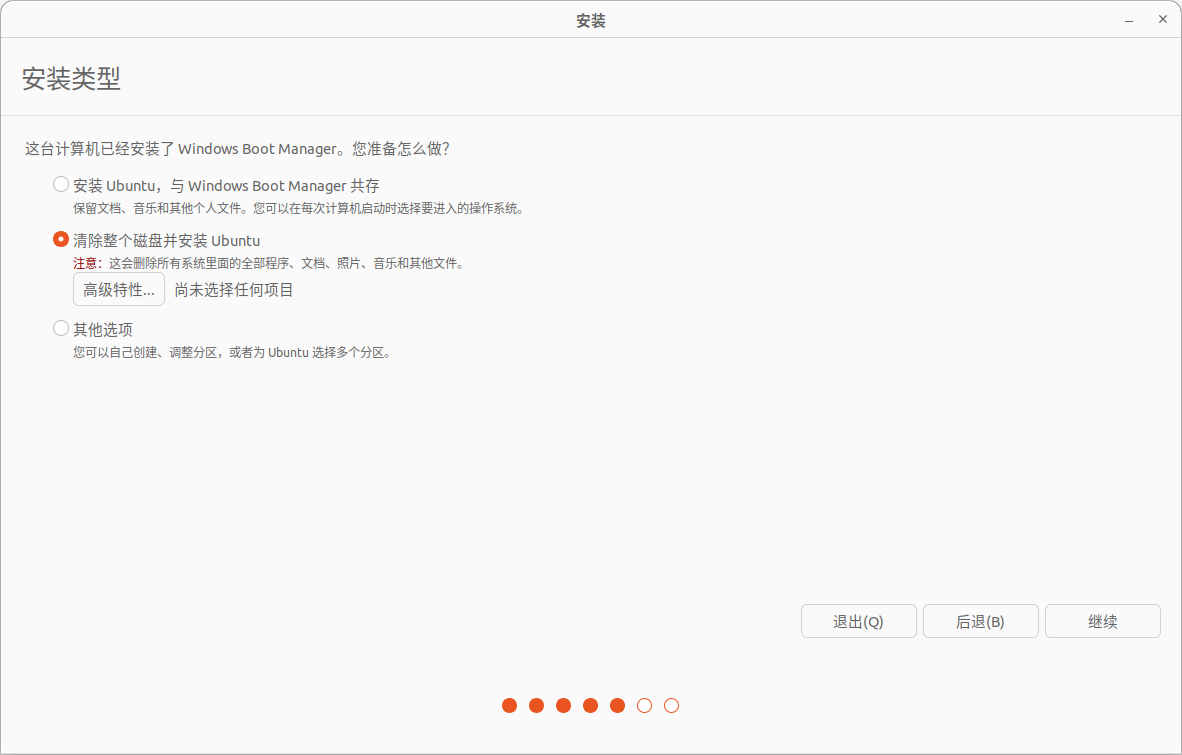 安装
安装类型
这台计算机已经安装了 Windows Boot Manager。您准备怎么做?
安装 Ubuntu，与 Windows Boot Manager 共存
保留文档、音乐和其他个人文件。您可以在每次计算机启动时选择要进入的操作系统。
清除整个磁盘并安装 Ubuntu
注意：这会删除所有系统里面的全部程序、文档、照片、音乐和其他文件。
高级特性... 尚未选择任何项目
其他选项
您可以自己创建、调整分区，或者为 Ubuntu 选择多个分区。
退出(Q) 后退(B) 继续